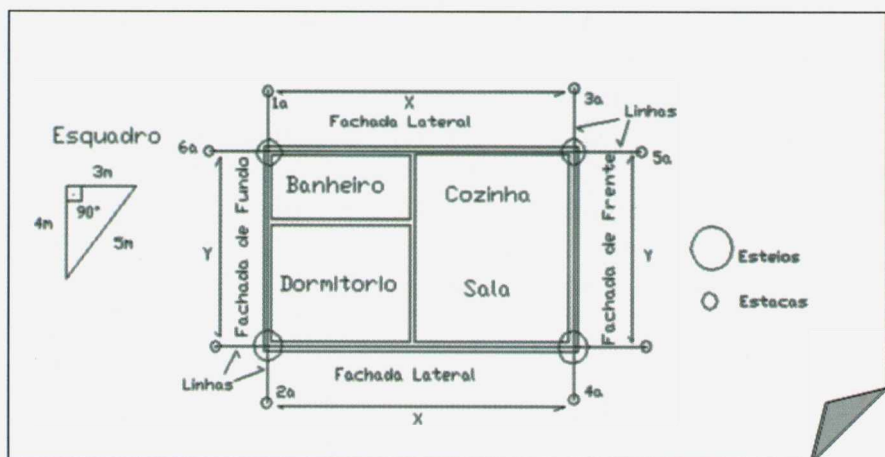 1a
X
3a
Fachada Lateral
Linhas
Esquadro
6a
5a
3m
90°
4m
5m
Banheiro
Cozinha
Fachada de Fundo
Fachada de Frente
Y
Y
Esteios
Dormitorio
Sala
Estacas
Linhas
Fachada Lateral
2a
4a
X